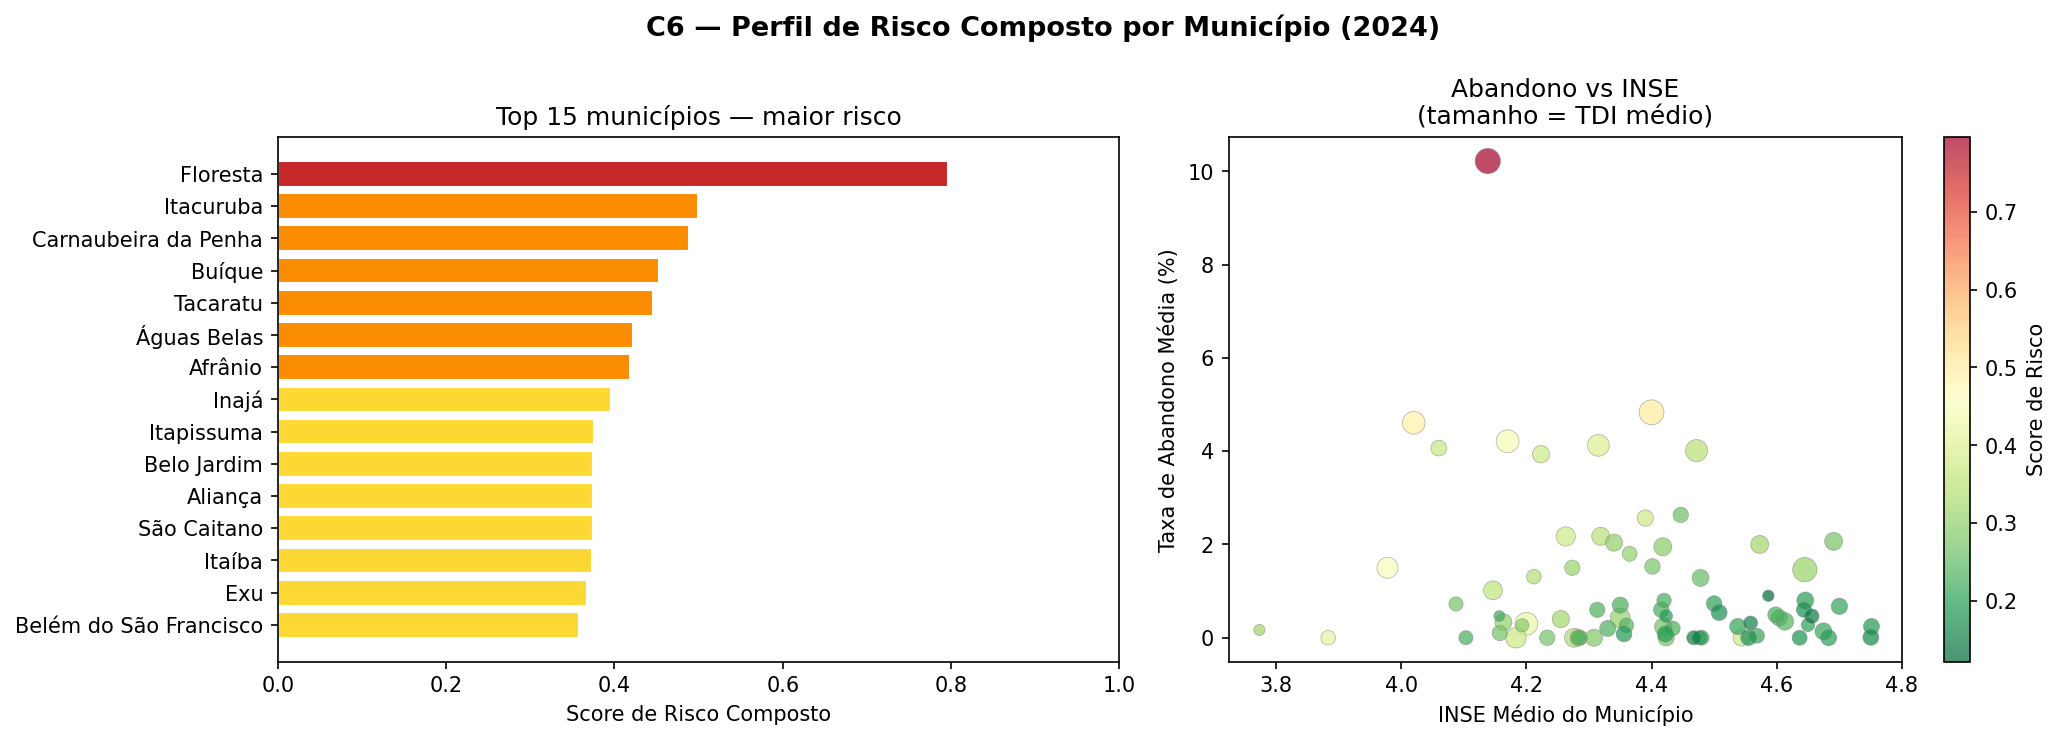 C6 — Perfil de Risco Composto por Município (2024)
Top 15 municípios — maior risco
Floresta
Itacuruba
Carnaubeira da Penha
Buíque
Tacaratu
Águas Belas
Afrânio
Inajá
Itapissuma
Belo Jardim
Aliança
São Caitano
Itaíba
Exu
Belém do São Francisco
0.0 0.2 0.4 0.6 0.8 1.0
Score de Risco Composto
Abandono vs INSE
(tamanho = TDI médio)
Taxa de Abandono Média (%)
10
8
6
4
2
0
3.8 4.0 4.2 4.4 4.6 4.8
INSE Médio do Município
0.7
0.6
0.5
0.4
0.3
0.2
Score de Risco